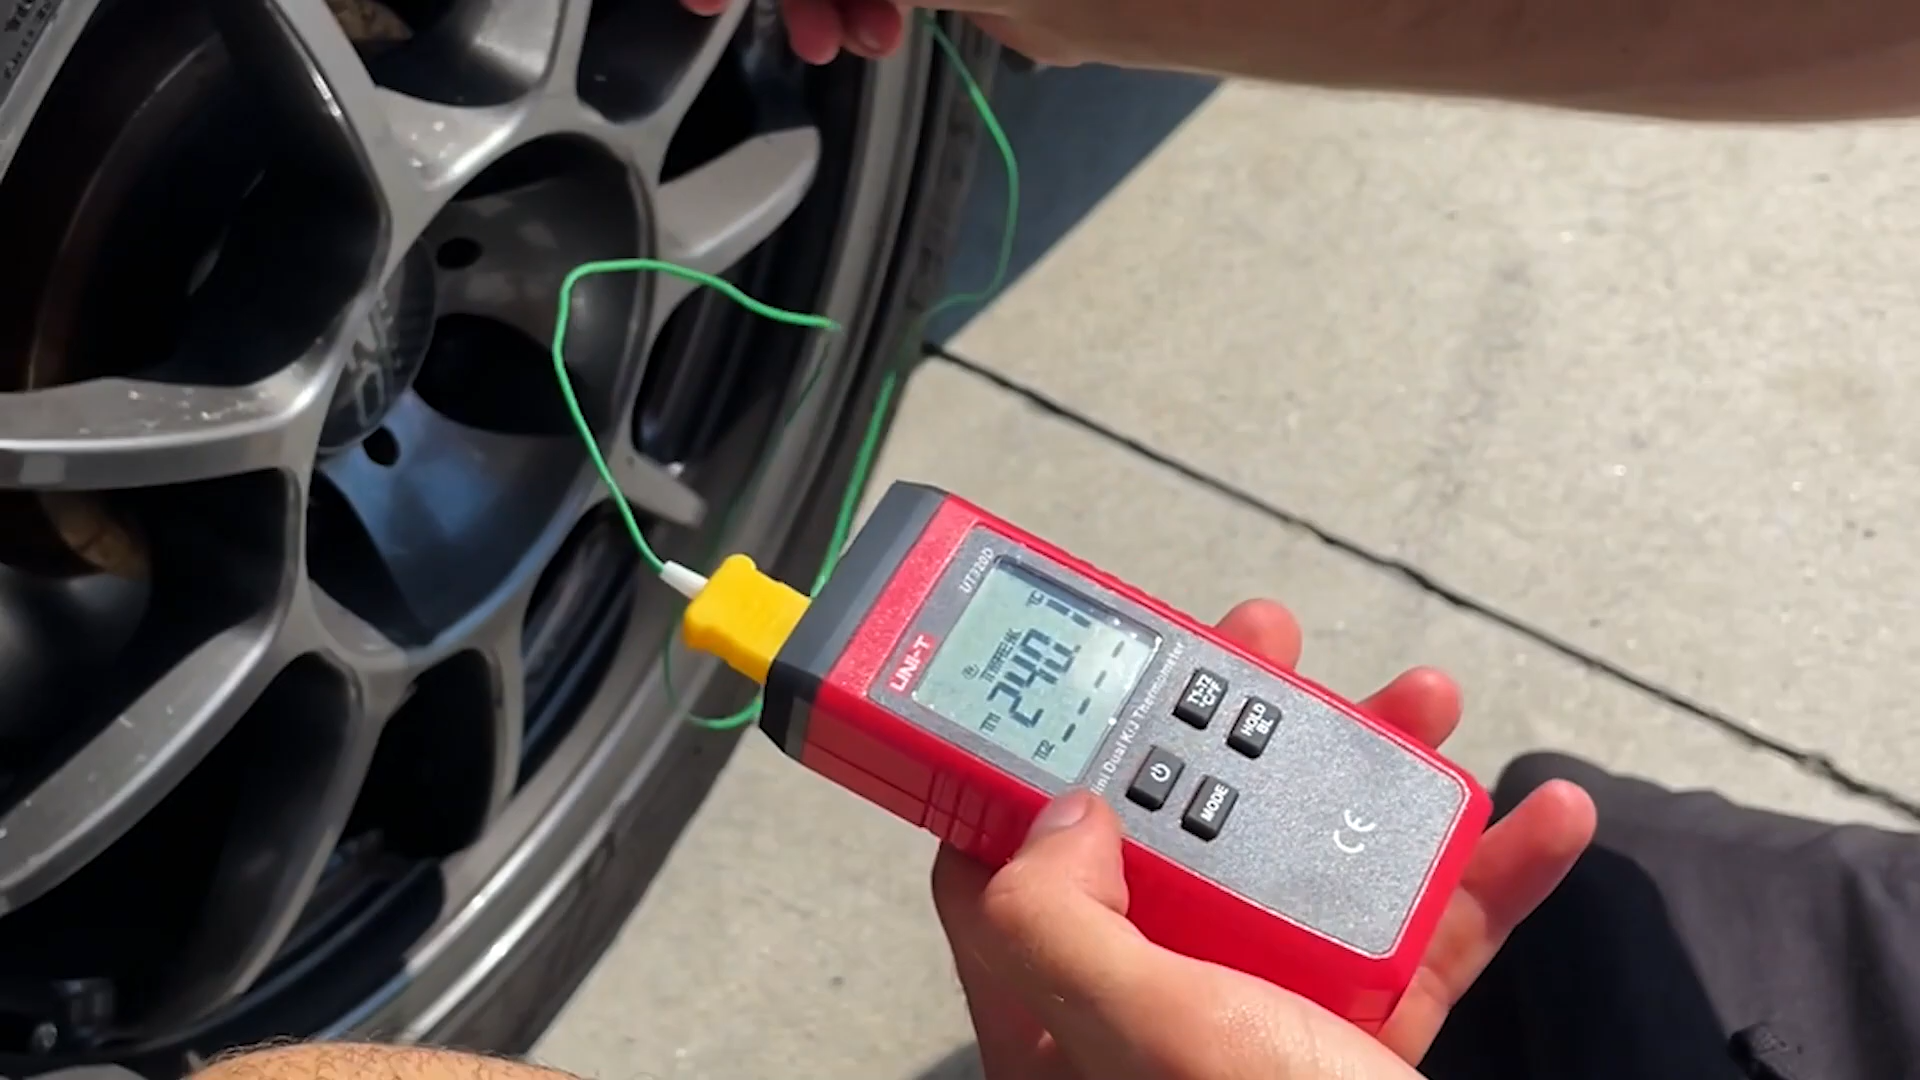 UNI-T
UT320D
Mini Dual K/J Thermometer
°C
240.1
T1
T2 ----
T1-T2
°C/°F
HOLD
BL
MODE
CE